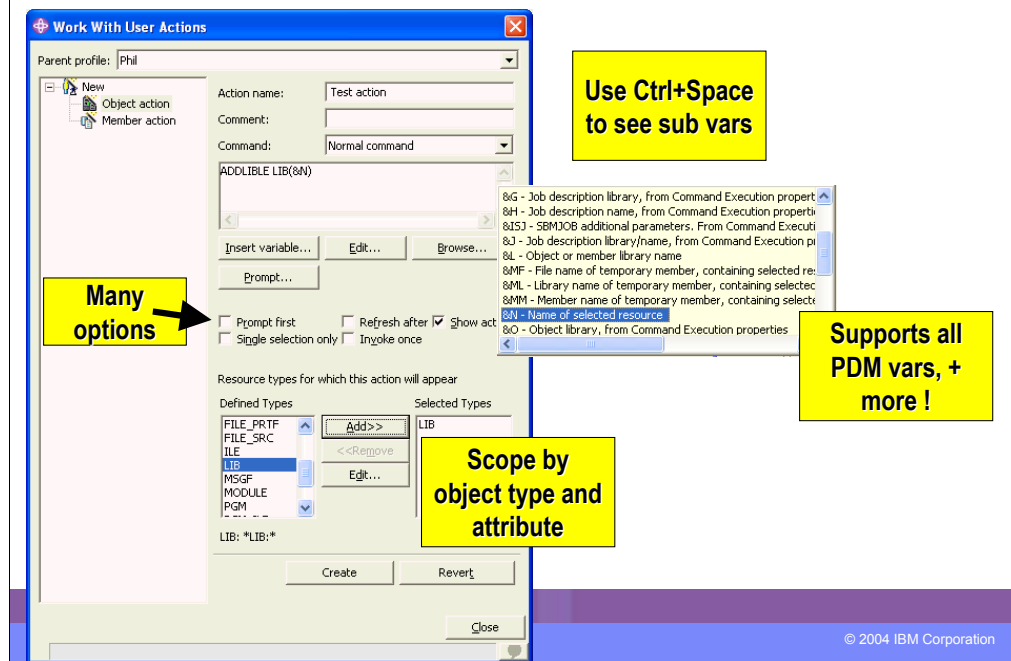 Work With User Actions
Parent profile: Phil
New
Object action
Member action
Action name: Test action
Comment:
Command: Normal command
ADDLIBLE LIB(&N)
Insert variable... Edit... Browse...
Prompt...
Prompt first Refresh after Show act
Single selection only Invoke once
Resource types for which this action will appear
Defined Types Selected Types
FILE_PRTF
FILE_SRC
ILE
LIB
MSGF
MODULE
PGM
Add>>
<<Remove
Edit...
LIB
LIB: *LIB:*
Create Revert
Close
Use Ctrl+Space
to see sub vars
&G - Job description library, from Command Execution propert
&H - Job description name, from Command Execution properti
&ISJ - SBMJOB additional parameters. From Command Executi
&J - Job description library/name, from Command Execution p
&L - Object or member library name
&MF - File name of temporary member, containing selected re
&ML - Library name of temporary member, containing selected
&MM - Member name of temporary member, containing selecte
&N - Name of selected resource
&O - Object library, from Command Execution properties
Many
options
Supports all
PDM vars, +
more !
Scope by
object type and
attribute
© 2004 IBM Corporation